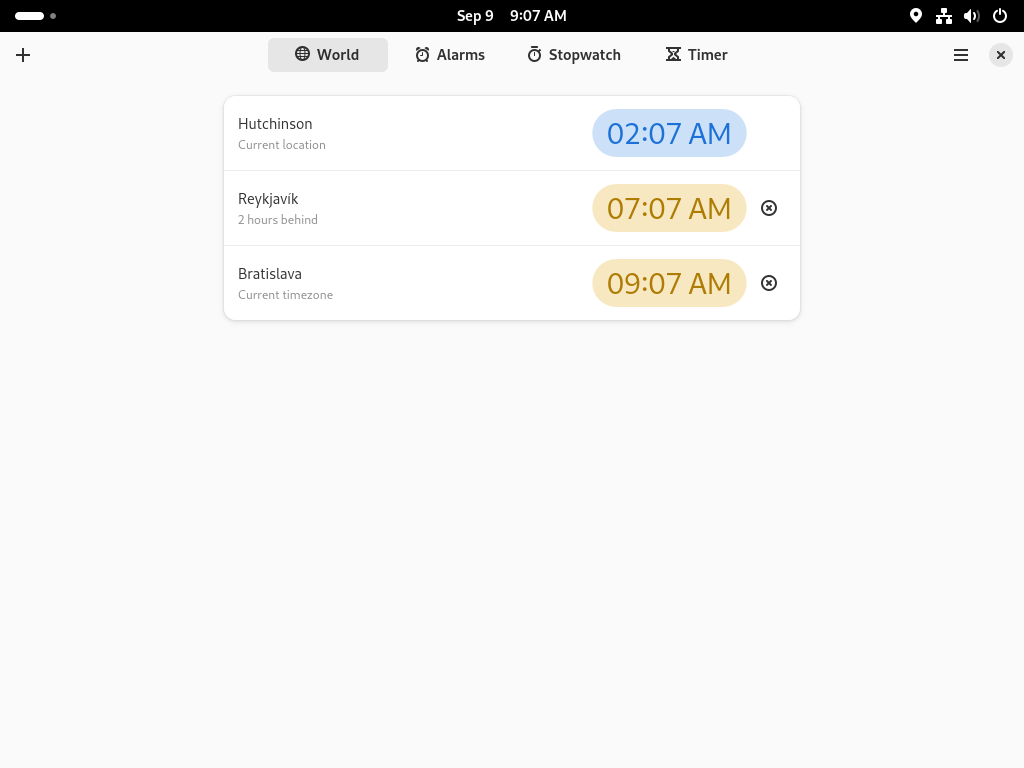 Sep 9 9:07 AM
World Alarms Stopwatch Timer
Hutchinson
Current location
02:07 AM
Reykjavík
2 hours behind
07:07 AM
Bratislava
Current timezone
09:07 AM